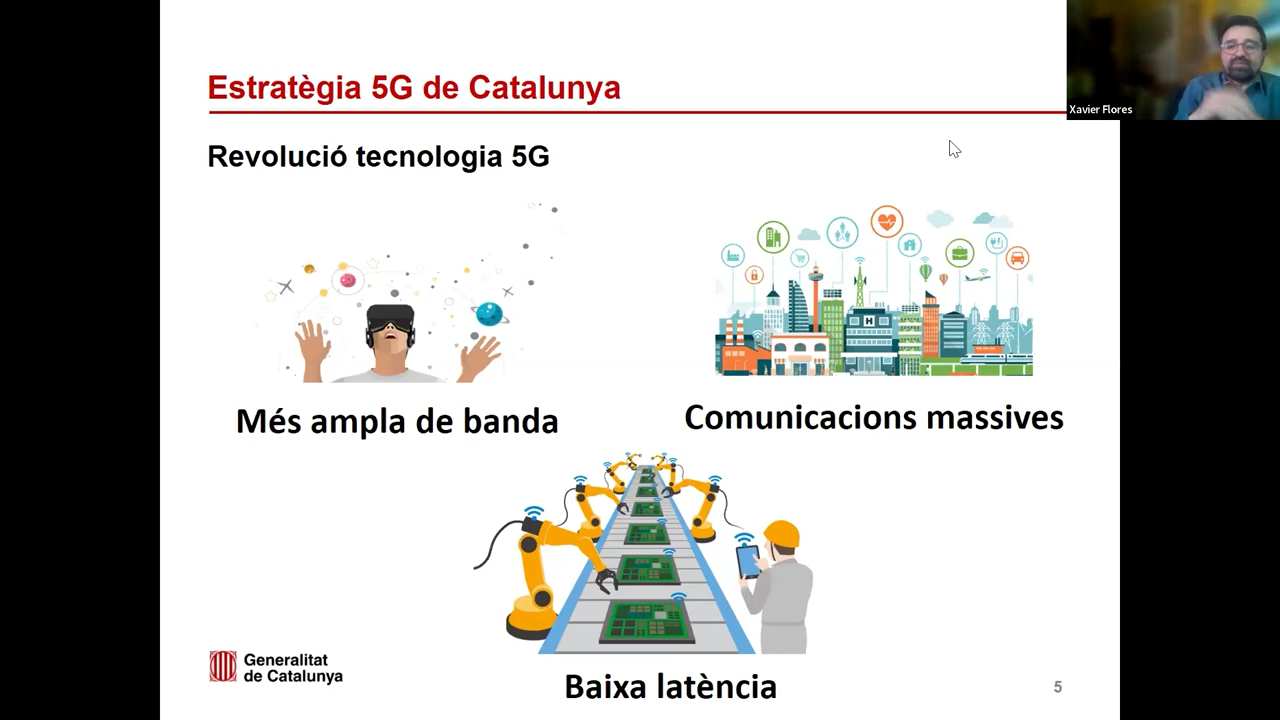 Estratègia 5G de Catalunya
Xavier Flores
Revolució tecnologia 5G
H
Més ampla de banda
Comunicacions massives
Generalitat
de Catalunya
Baixa latència
5